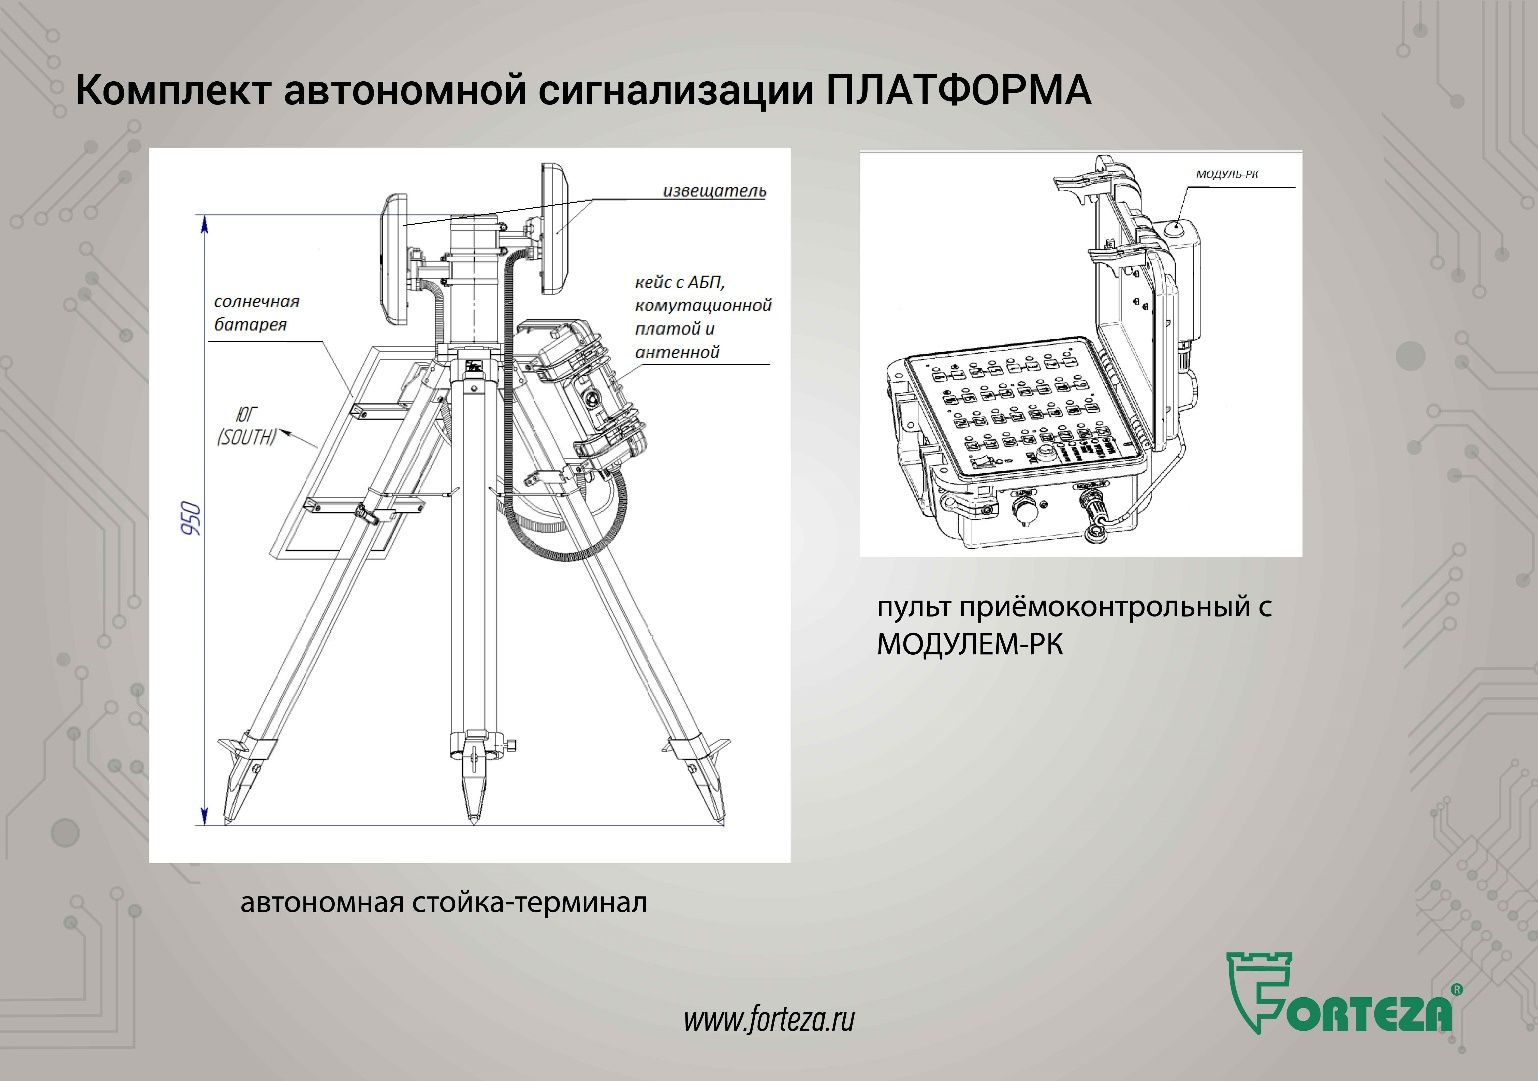 Комплект автономной сигнализации ПЛАТФОРМА
извещатель
кейс с АБП,
комутационной
платой и
антенной
солнечная
батарея
ЮГ
(SOUTH)
950
автономная стойка-терминал
МОДУЛЬ-РК
пульт приёмоконтрольный с
МОДУЛЕМ-РК
www.forteza.ru
FORTEZA®